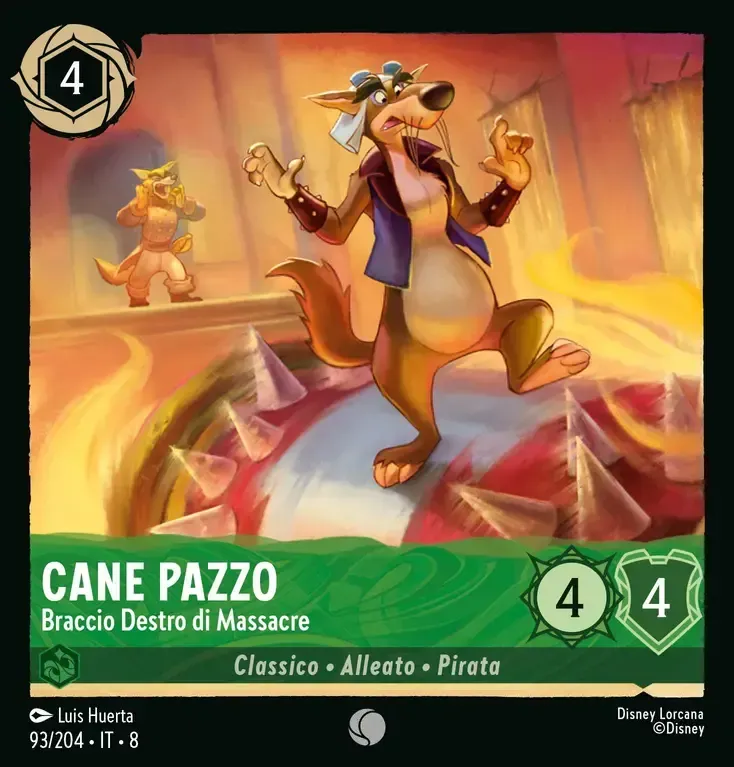 4
CANE PAZZO
Braccio Destro di Massacre
4
4
Classico • Alleato • Pirata
Luis Huerta
93/204 • IT • 8
Disney Lorcana
©Disney